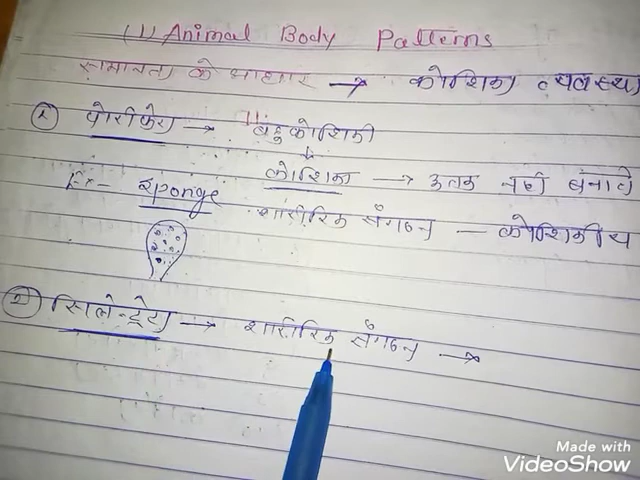 (1) Animal Body Patterns
समानता के आधार → कोशिका व्यवस्था
① पोरीफेरा → बहुकोशिकी
↓
कोशिका → ऊतक नहीं बनाते
Ex- Sponge
शारीरिक संगठन – कोशिकीय
② सिलेन्ट्रेटा → शारीरिक संगठन →
Made with
VideoShow